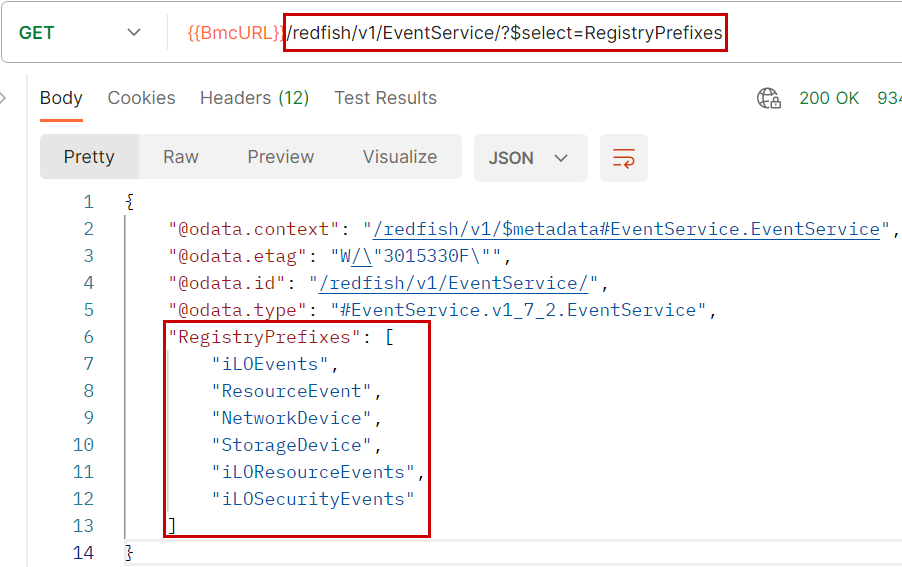 GET {{BmcURL}}/redfish/v1/EventService/?$select=RegistryPrefixes
Body Cookies Headers (12) Test Results 200 OK
Pretty Raw Preview Visualize JSON
1 {
2 "@odata.context": "/redfish/v1/$metadata#EventService.EventService",
3 "@odata.etag": "W/\"3015330F\"",
4 "@odata.id": "/redfish/v1/EventService/",
5 "@odata.type": "#EventService.v1_7_2.EventService",
6 "RegistryPrefixes": [
7 "iLOEvents",
8 "ResourceEvent",
9 "NetworkDevice",
10 "StorageDevice",
11 "iLOResourceEvents",
12 "iLOSecurityEvents"
13 ]
14 }